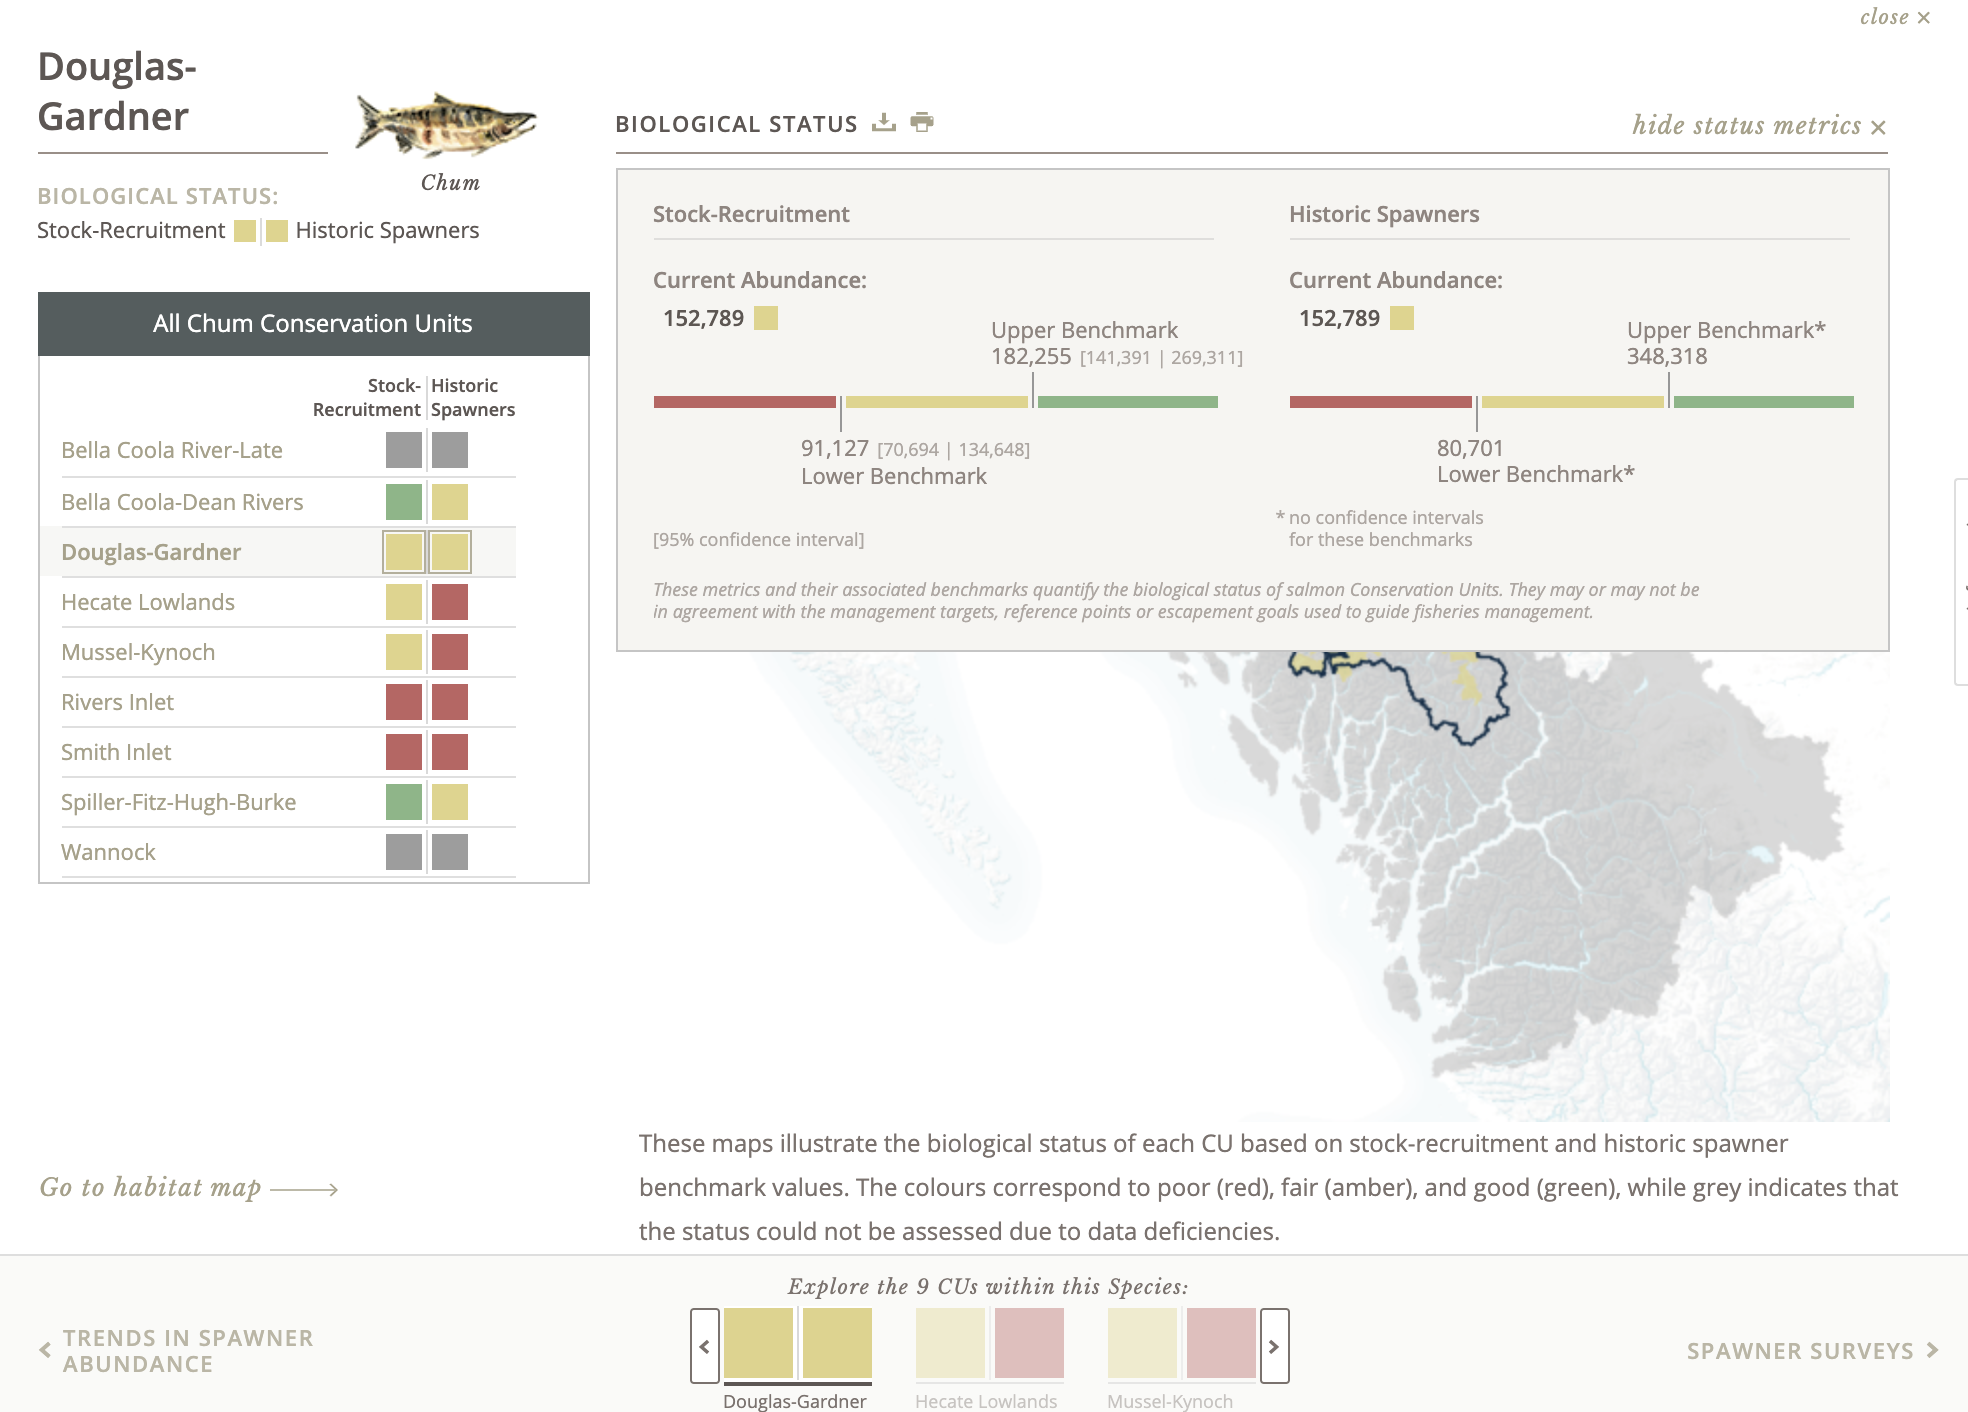 close ×
Douglas-
Gardner
Chum
BIOLOGICAL STATUS:
Stock-Recruitment
Historic Spawners
All Chum Conservation Units
Stock-
Recruitment
Historic
Spawners
Bella Coola River-Late
Bella Coola-Dean Rivers
Douglas-Gardner
Hecate Lowlands
Mussel-Kynoch
Rivers Inlet
Smith Inlet
Spiller-Fitz-Hugh-Burke
Wannock
Go to habitat map
BIOLOGICAL STATUS
hide status metrics ×
Stock-Recruitment
Current Abundance:
152,789
Upper Benchmark
182,255 [141,391 | 269,311]
91,127 [70,694 | 134,648]
Lower Benchmark
[95% confidence interval]
Historic Spawners
Current Abundance:
152,789
Upper Benchmark*
348,318
80,701
Lower Benchmark*
* no confidence intervals
for these benchmarks
These metrics and their associated benchmarks quantify the biological status of salmon Conservation Units. They may or may not be
in agreement with the management targets, reference points or escapement goals used to guide fisheries management.
These maps illustrate the biological status of each CU based on stock-recruitment and historic spawner
benchmark values. The colours correspond to poor (red), fair (amber), and good (green), while grey indicates that
the status could not be assessed due to data deficiencies.
Explore the 9 CUs within this Species:
TRENDS IN SPAWNER
ABUNDANCE
Douglas-Gardner
Hecate Lowlands
Mussel-Kynoch
SPAWNER SURVEYS